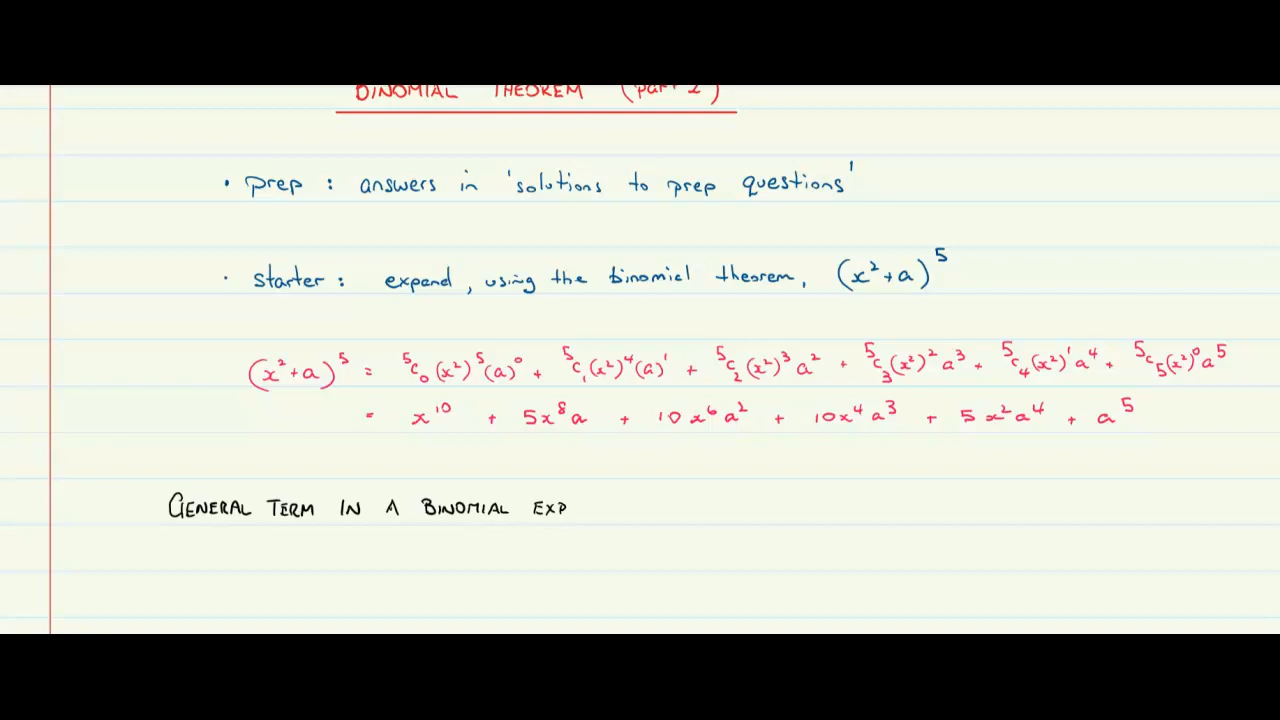 BINOMIAL THEOREM (part 2)
• prep : answers in 'solutions to prep questions'
• starter : expand, using the binomial theorem, (x²+a)⁵
(x²+a)⁵ = ⁵C₀(x²)⁵(a)⁰ + ⁵C₁(x²)⁴(a)¹ + ⁵C₂(x²)³a² + ⁵C₃(x²)²a³ + ⁵C₄(x²)¹a⁴ + ⁵C₅(x²)⁰a⁵
= x¹⁰ + 5x⁸a + 10x⁶a² + 10x⁴a³ + 5x²a⁴ + a⁵
GENERAL TERM IN A BINOMIAL EXP